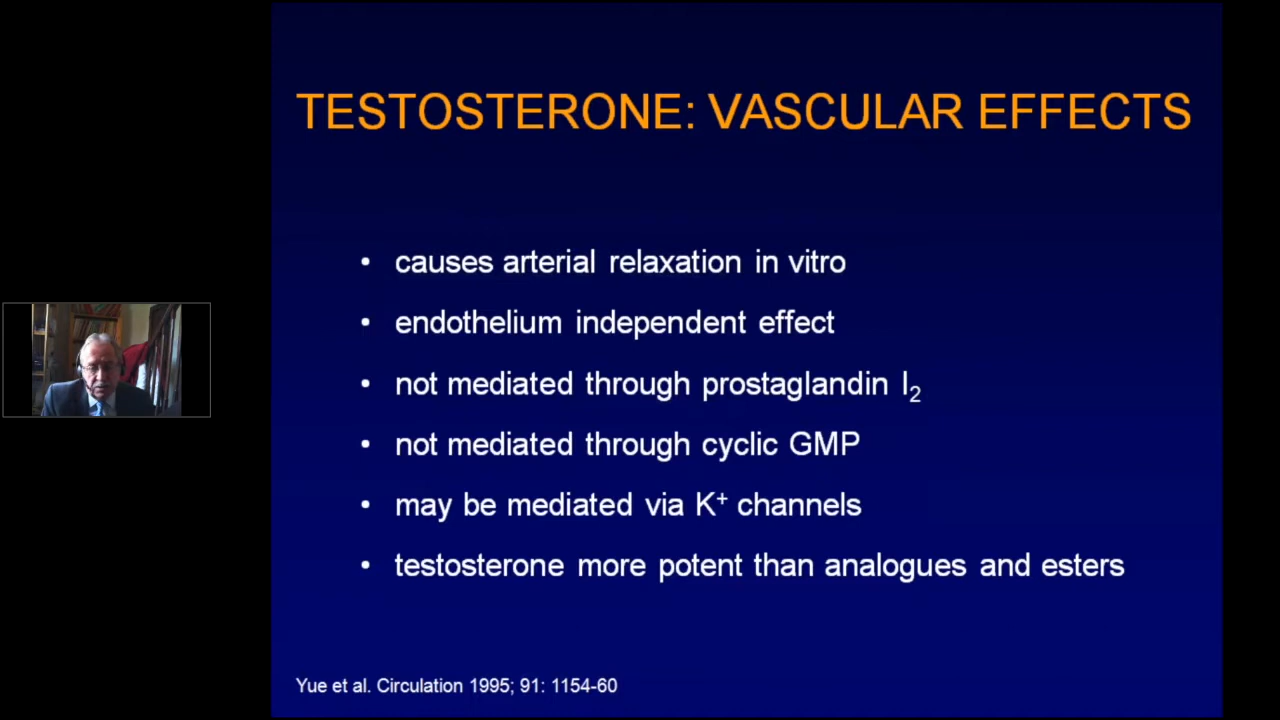 TESTOSTERONE: VASCULAR EFFECTS
• causes arterial relaxation in vitro
• endothelium independent effect
• not mediated through prostaglandin I₂
• not mediated through cyclic GMP
• may be mediated via K⁺ channels
• testosterone more potent than analogues and esters
Yue et al. Circulation 1995; 91: 1154-60